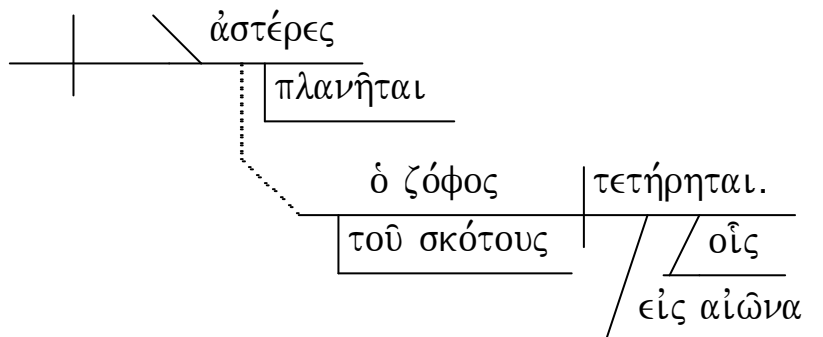 ἀστέρες
πλανῆται
ὁ ζόφος τετήρηται.
τοῦ σκότους οἷς
εἰς αἰῶνα